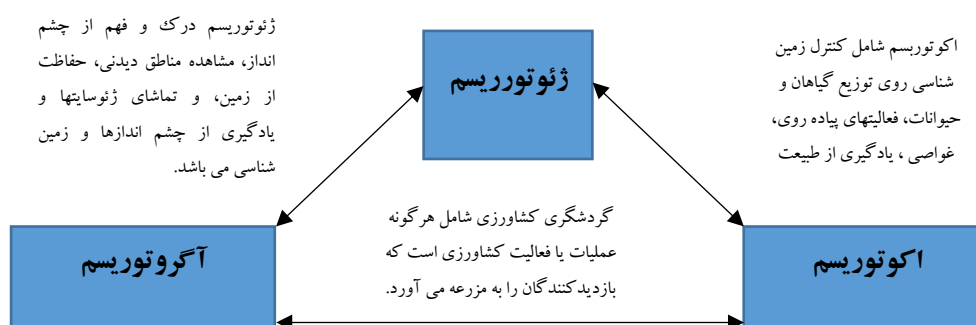 ژئوتوریسم درک و فهم از چشم
انداز، مشاهده مناطق دیدنی، حفاظت
از زمین، و تماشای ژئوسایتها و
یادگیری از چشم اندازها و زمین
شناسی می باشد.
ژئوتورریسم
اکوتوربسم شامل کنترل زمین
شناسی روی توزیع گیاهان و
حیوانات، فعالیتهای پیاده روی،
غواصی ، یادگیری از طبیعت
گردشگری کشاورزی شامل هرگونه
عملیات یا فعالیت کشاورزی است که
بازدیدکنندگان را به مزرعه می آورد.
آگروتوریسم
اکوتوریسم